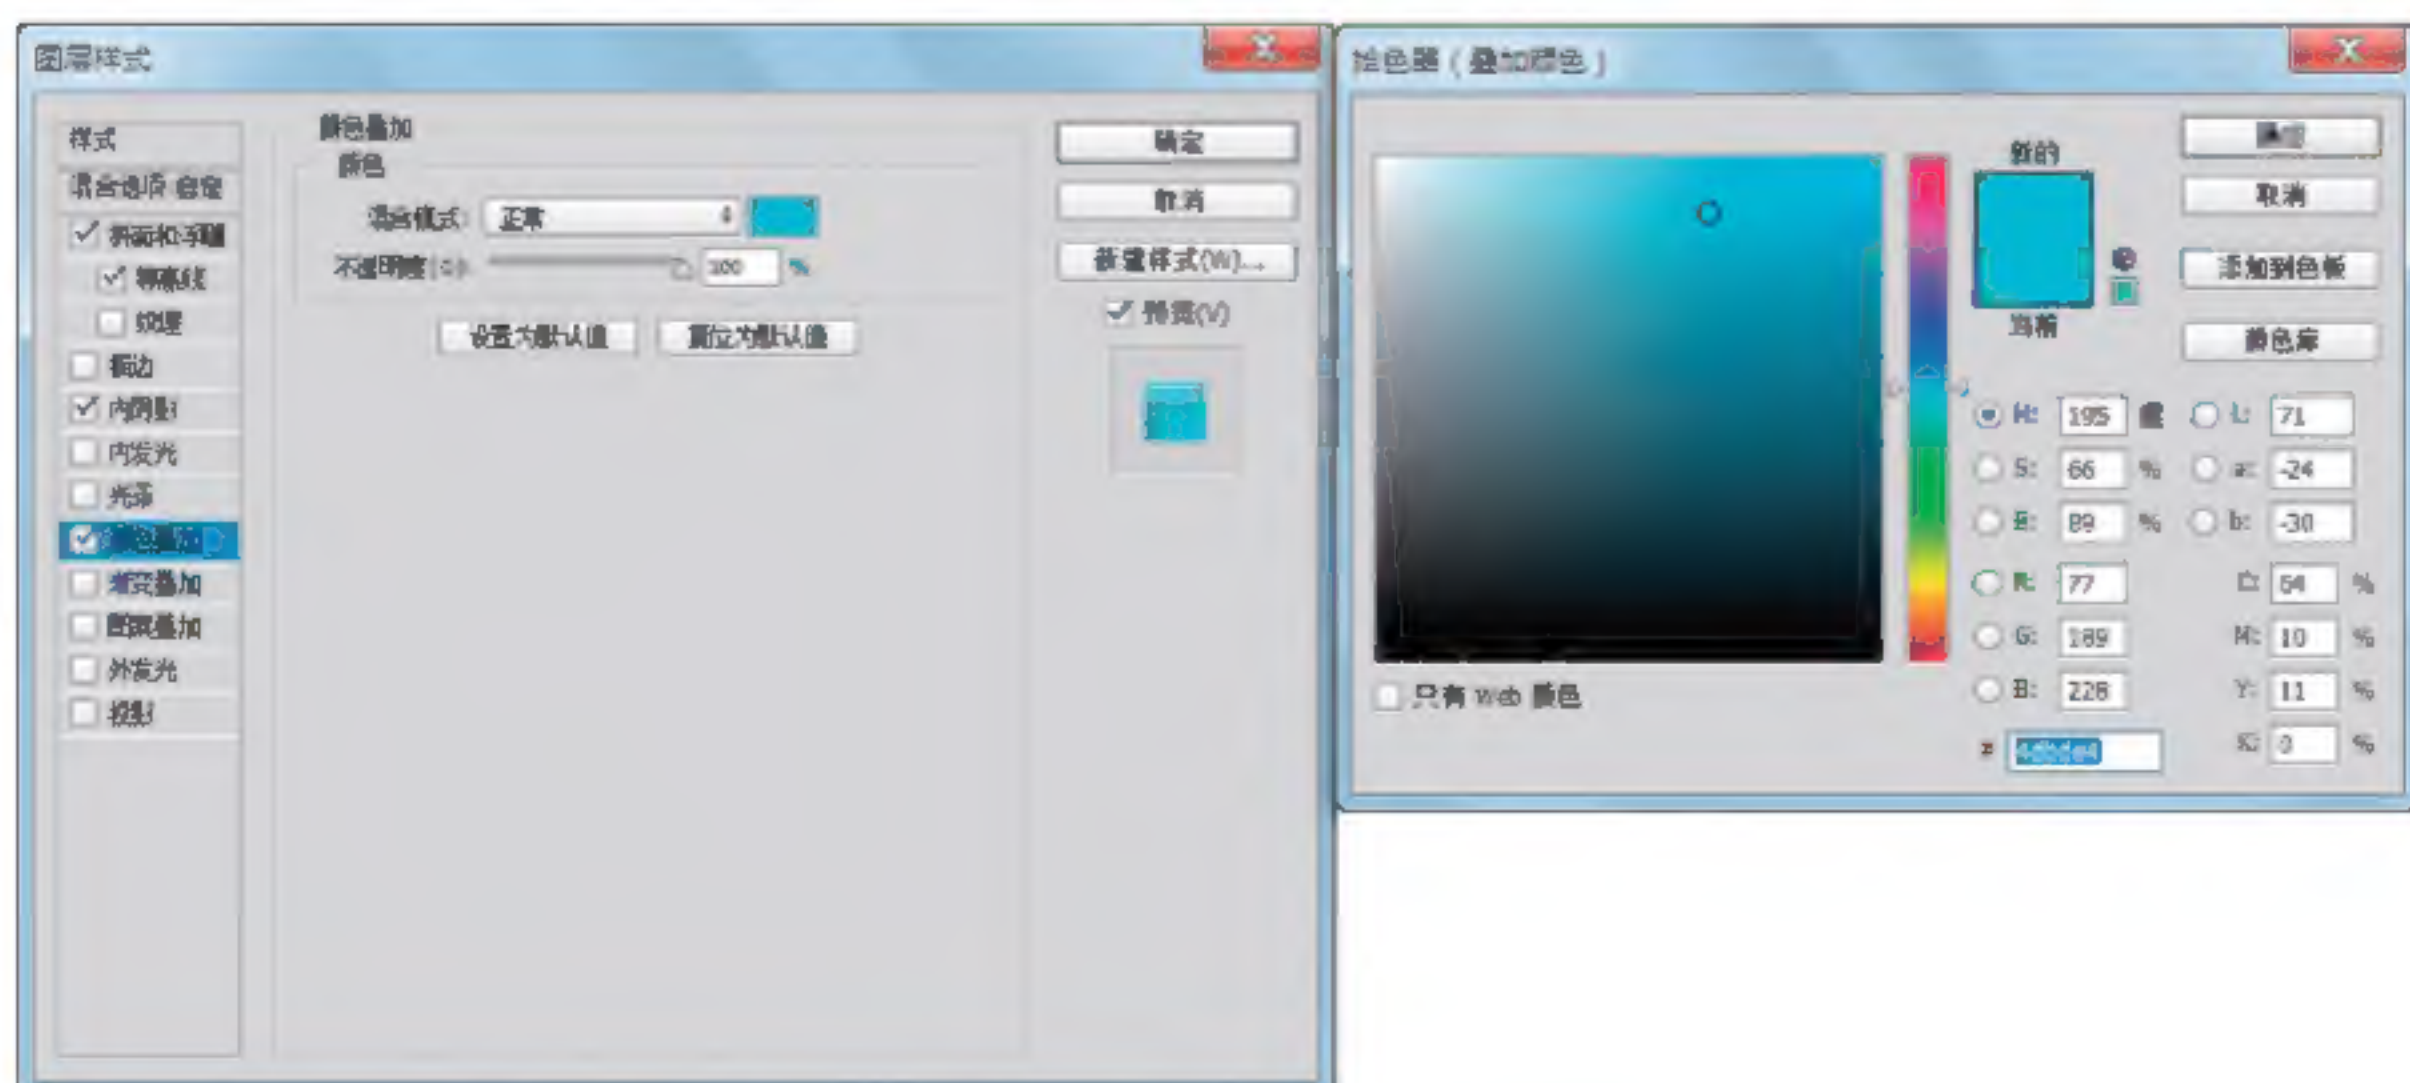 图层样式
样式
混合选项:自定
斜面和浮雕
等高线
纹理
描边
内阴影
内发光
光泽
渐变叠加
图案叠加
外发光
投影
颜色叠加
颜色
混合模式: 正常
不透明度(O): 100 %
设置为默认值 复位为默认值
确定
取消
新建样式(W)...
预览(V)
拾色器（叠加颜色）
新的
当前
取消
添加到色板
颜色库
H: 195 度 L: 71
S: 66 % a: -24
B: 89 % b: -30
R: 77 C: 64 %
G: 189 M: 10 %
B: 228 Y: 11 %
# 4dbde4 K: 0 %
只有 Web 颜色